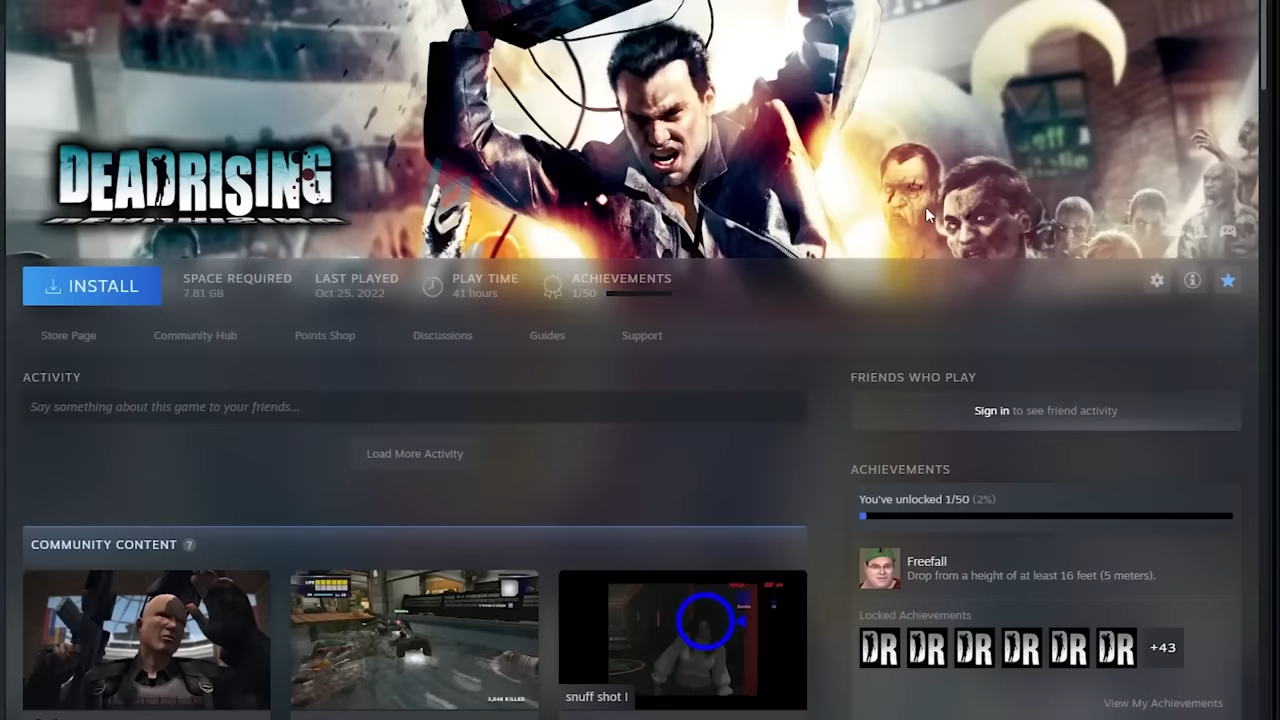 DEADRISING
INSTALL
SPACE REQUIRED
7.81 GB
LAST PLAYED
Oct 25, 2022
PLAY TIME
41 hours
ACHIEVEMENTS
1/50
Store Page
Community Hub
Points Shop
Discussions
Guides
Support
ACTIVITY
Say something about this game to your friends...
Load More Activity
FRIENDS WHO PLAY
Sign in to see friend activity
ACHIEVEMENTS
You've unlocked 1/50 (2%)
Freefall
Drop from a height of at least 16 feet (5 meters).
Locked Achievements
DR DR DR DR DR DR +43
View My Achievements
COMMUNITY CONTENT ?
LIFE
snuff shot I